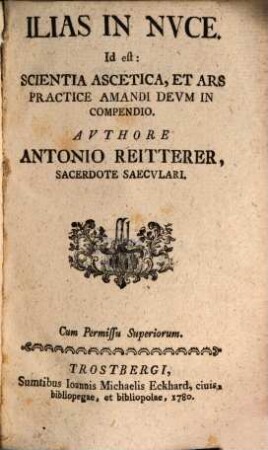 ILIAS IN NVCE.
Id eſt:
SCIENTIA ASCETICA, ET ARS
PRACTICE AMANDI DEVM IN
COMPENDIO.
AVTHORE
ANTONIO REITTERER,
SACERDOTE SAECVLARI.
Cum Permiſſu Superiorum.
TROSTBERGI,
Sumtibus Ioannis Michaelis Eckhard, ciuis,
bibliopegae, et bibliopolae, 1780.